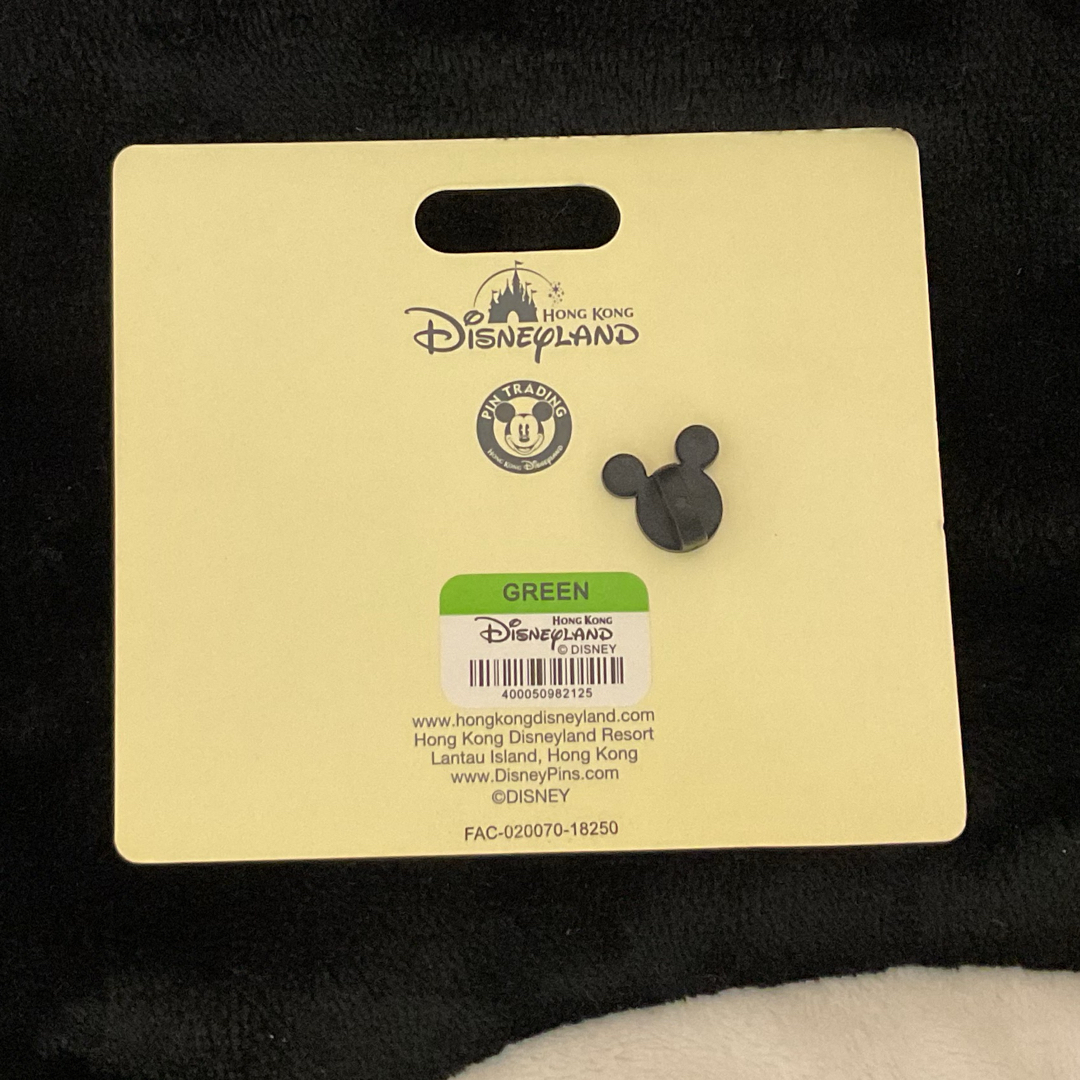 HONG KONG
DISNEYLAND
PIN TRADING
HONG KONG DISNEYLAND
GREEN
HONG KONG
DISNEYLAND
© DISNEY
400050982125
www.hongkongdisneyland.com
Hong Kong Disneyland Resort
Lantau Island, Hong Kong
www.DisneyPins.com
©DISNEY
FAC-020070-18250